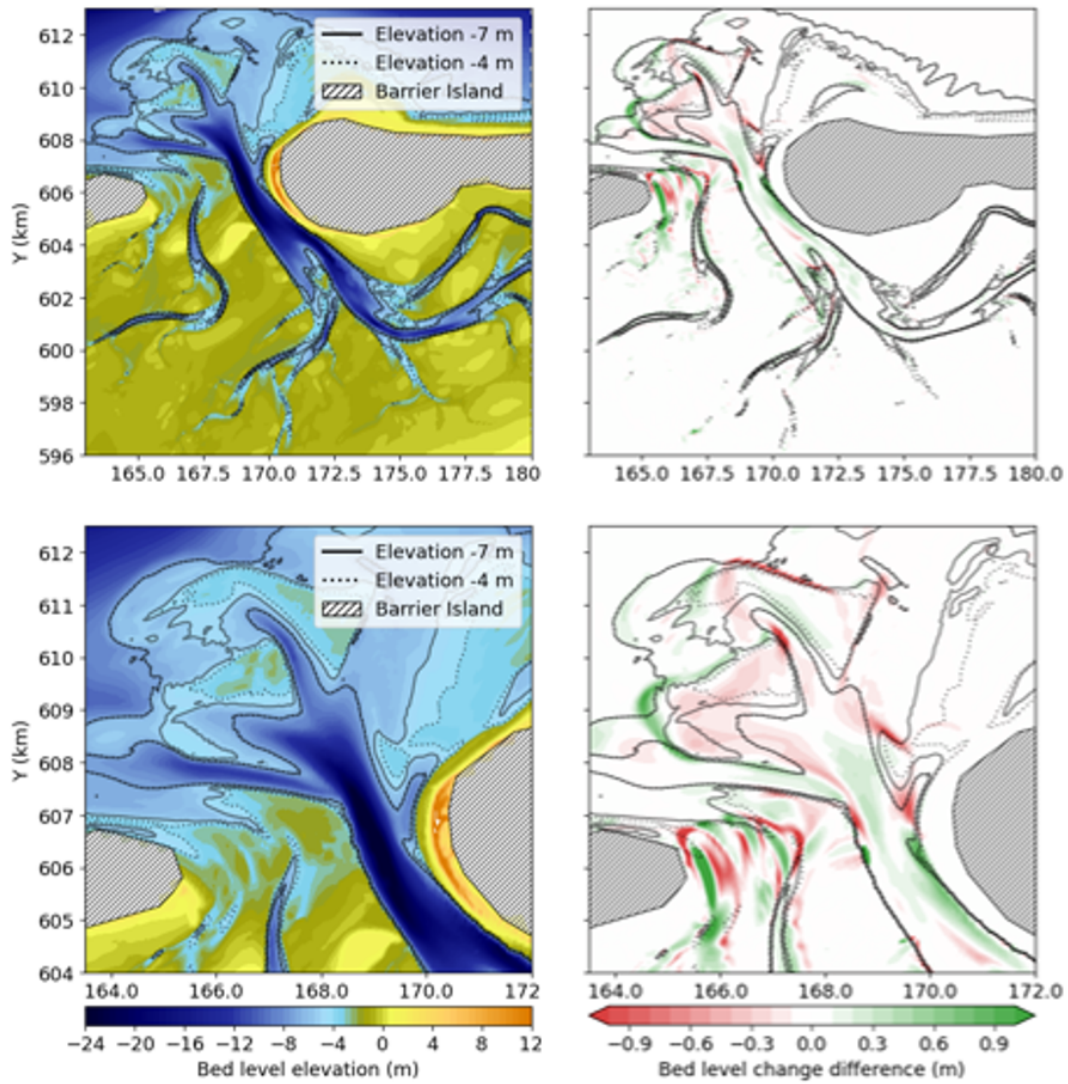 Elevation -7 m
Elevation -4 m
Barrier Island
612
610
608
606
604
602
600
598
596
Y (km)
165.0 167.5 170.0 172.5 175.0 177.5 180.0
165.0 167.5 170.0 172.5 175.0 177.5 180.0
Elevation -7 m
Elevation -4 m
Barrier Island
612
611
610
609
608
607
606
605
604
Y (km)
164.0 166.0 168.0 170.0 172.0
164.0 166.0 168.0 170.0 172.0
−24 −20 −16 −12 −8 −4 0 4 8 12
Bed level elevation (m)
−0.9 −0.6 −0.3 0.0 0.3 0.6 0.9
Bed level change difference (m)